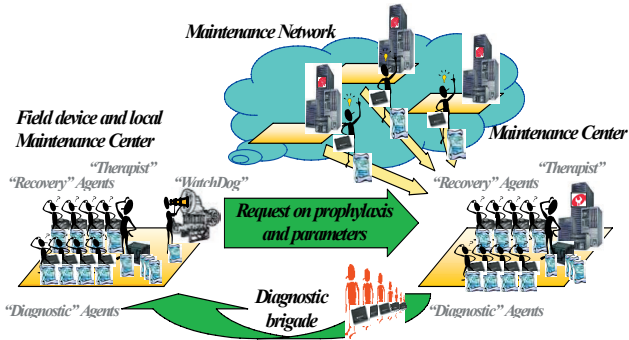 Maintenance Network
Field device and local
Maintenance Center
Maintenance Center
“Therapist”
“Recovery” Agents
“WatchDog”
“Therapist”
“Recovery” Agents
Request on prophylaxis
and parameters
Diagnostic
brigade
“Diagnostic” Agents
“Diagnostic” Agents